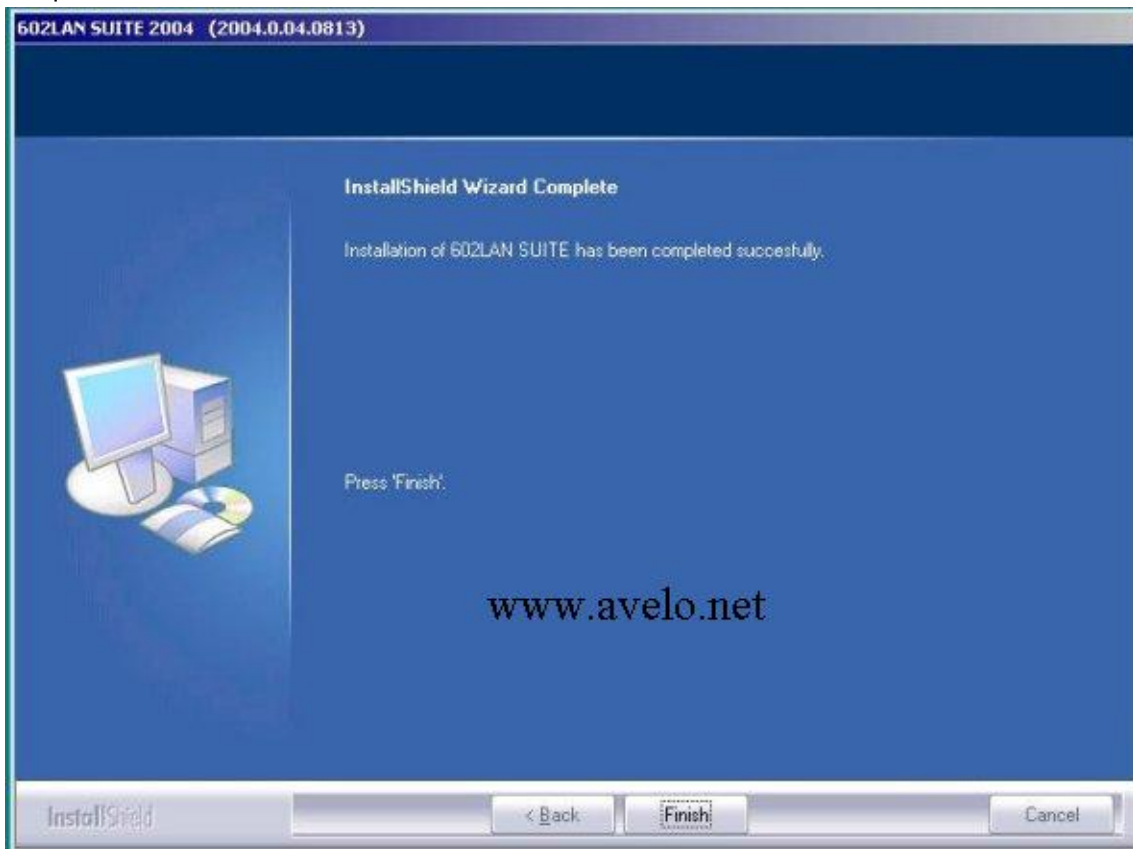 602LAN SUITE 2004 (2004.0.04.0813)
InstallShield Wizard Complete
Installation of 602LAN SUITE has been completed succesfully.
Press 'Finish'.
www.avelo.net
InstallShield
< Back
Finish
Cancel